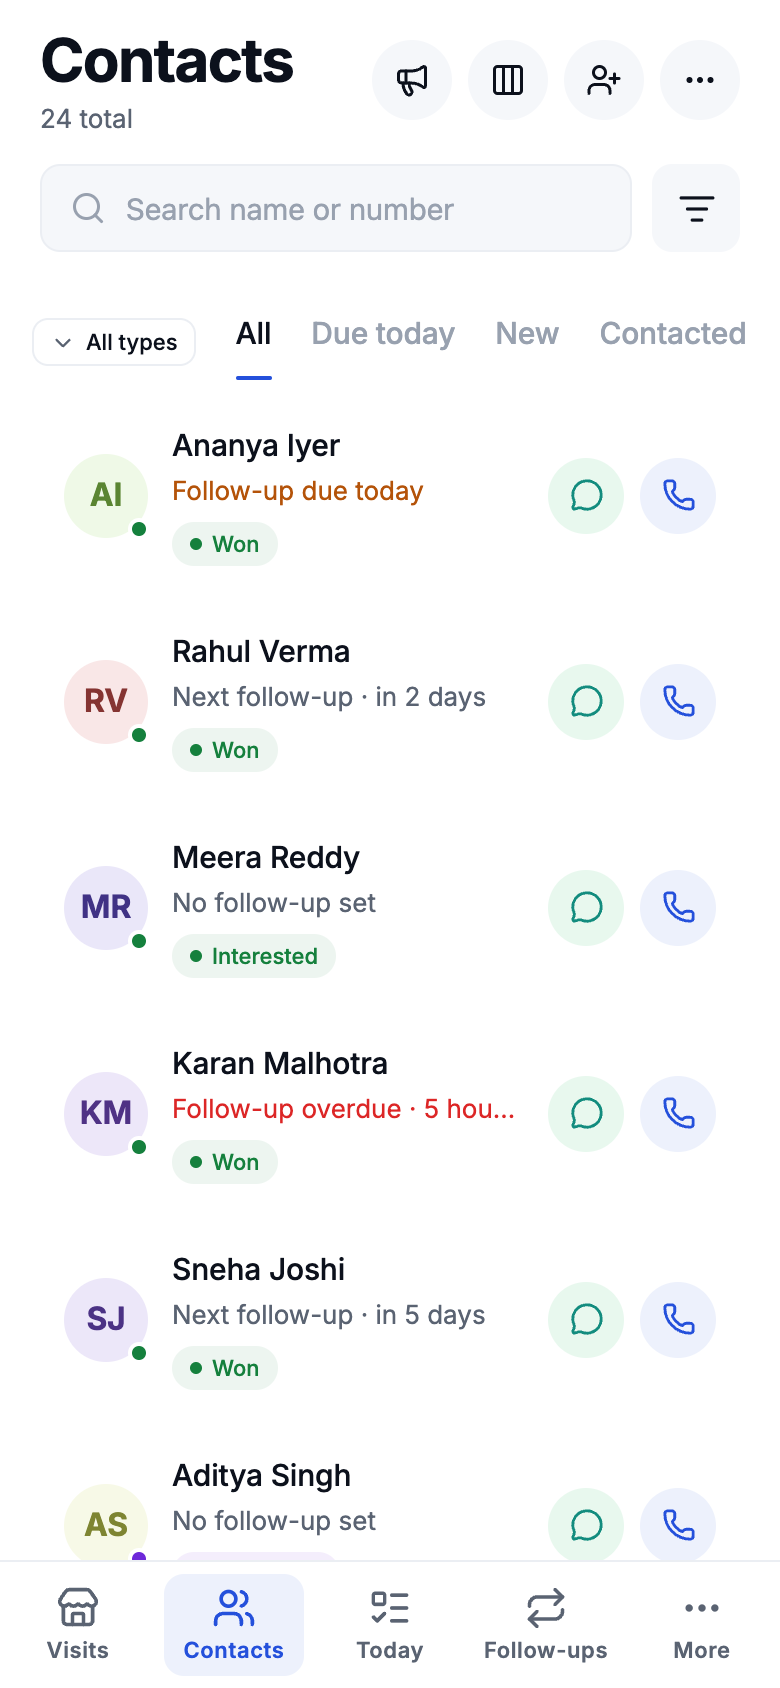 Contacts
24 total
Search name or number
All types
All Due today New Contacted
Ananya Iyer
AI
Follow-up due today
Won
Rahul Verma
RV
Next follow-up · in 2 days
Won
Meera Reddy
MR
No follow-up set
Interested
Karan Malhotra
KM
Follow-up overdue · 5 hou...
Won
Sneha Joshi
SJ
Next follow-up · in 5 days
Won
Aditya Singh
AS
No follow-up set
Visits Contacts Today Follow-ups More